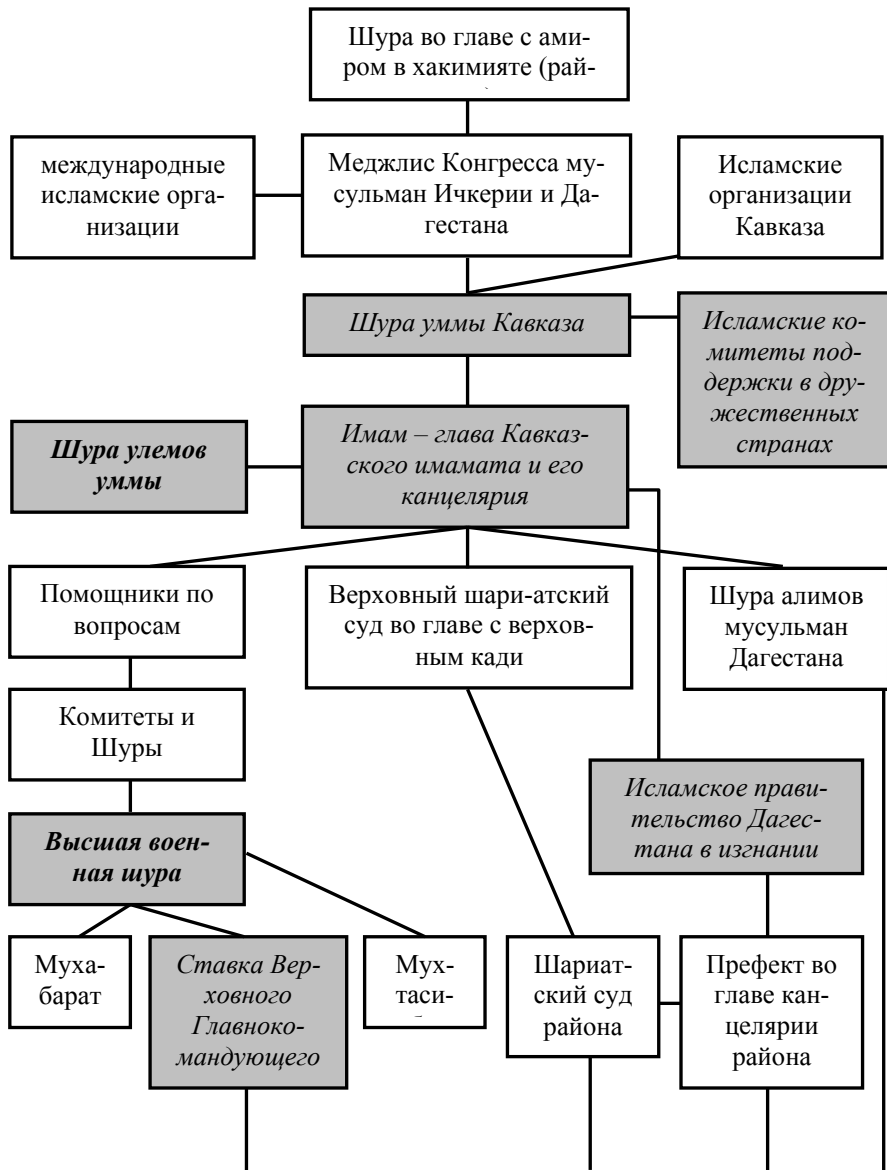 Шура во главе с ами-
ром в хакимияте (рай-
международные
исламские орга-
низации
Меджлис Конгресса му-
сульман Ичкерии и Да-
гестана
Исламские
организации
Кавказа
Шура уммы Кавказа
Исламские ко-
митеты под-
держки в дру-
жественных
странах
Шура улемов
уммы
Имам – глава Кавказ-
ского имамата и его
канцелярия
Помощники по
вопросам
Верховный шари-атский
суд во главе с верхов-
ным кади
Шура алимов
мусульман
Дагестана
Комитеты и
Шуры
Исламское прави-
тельство Дагес-
тана в изгнании
Высшая воен-
ная шура
Муха-
барат
Ставка Вер-
ховного
Главноко-
мандующего
Мух-
таси-
Шариат-
ский суд
района
Префект во
главе кан-
целярии
района